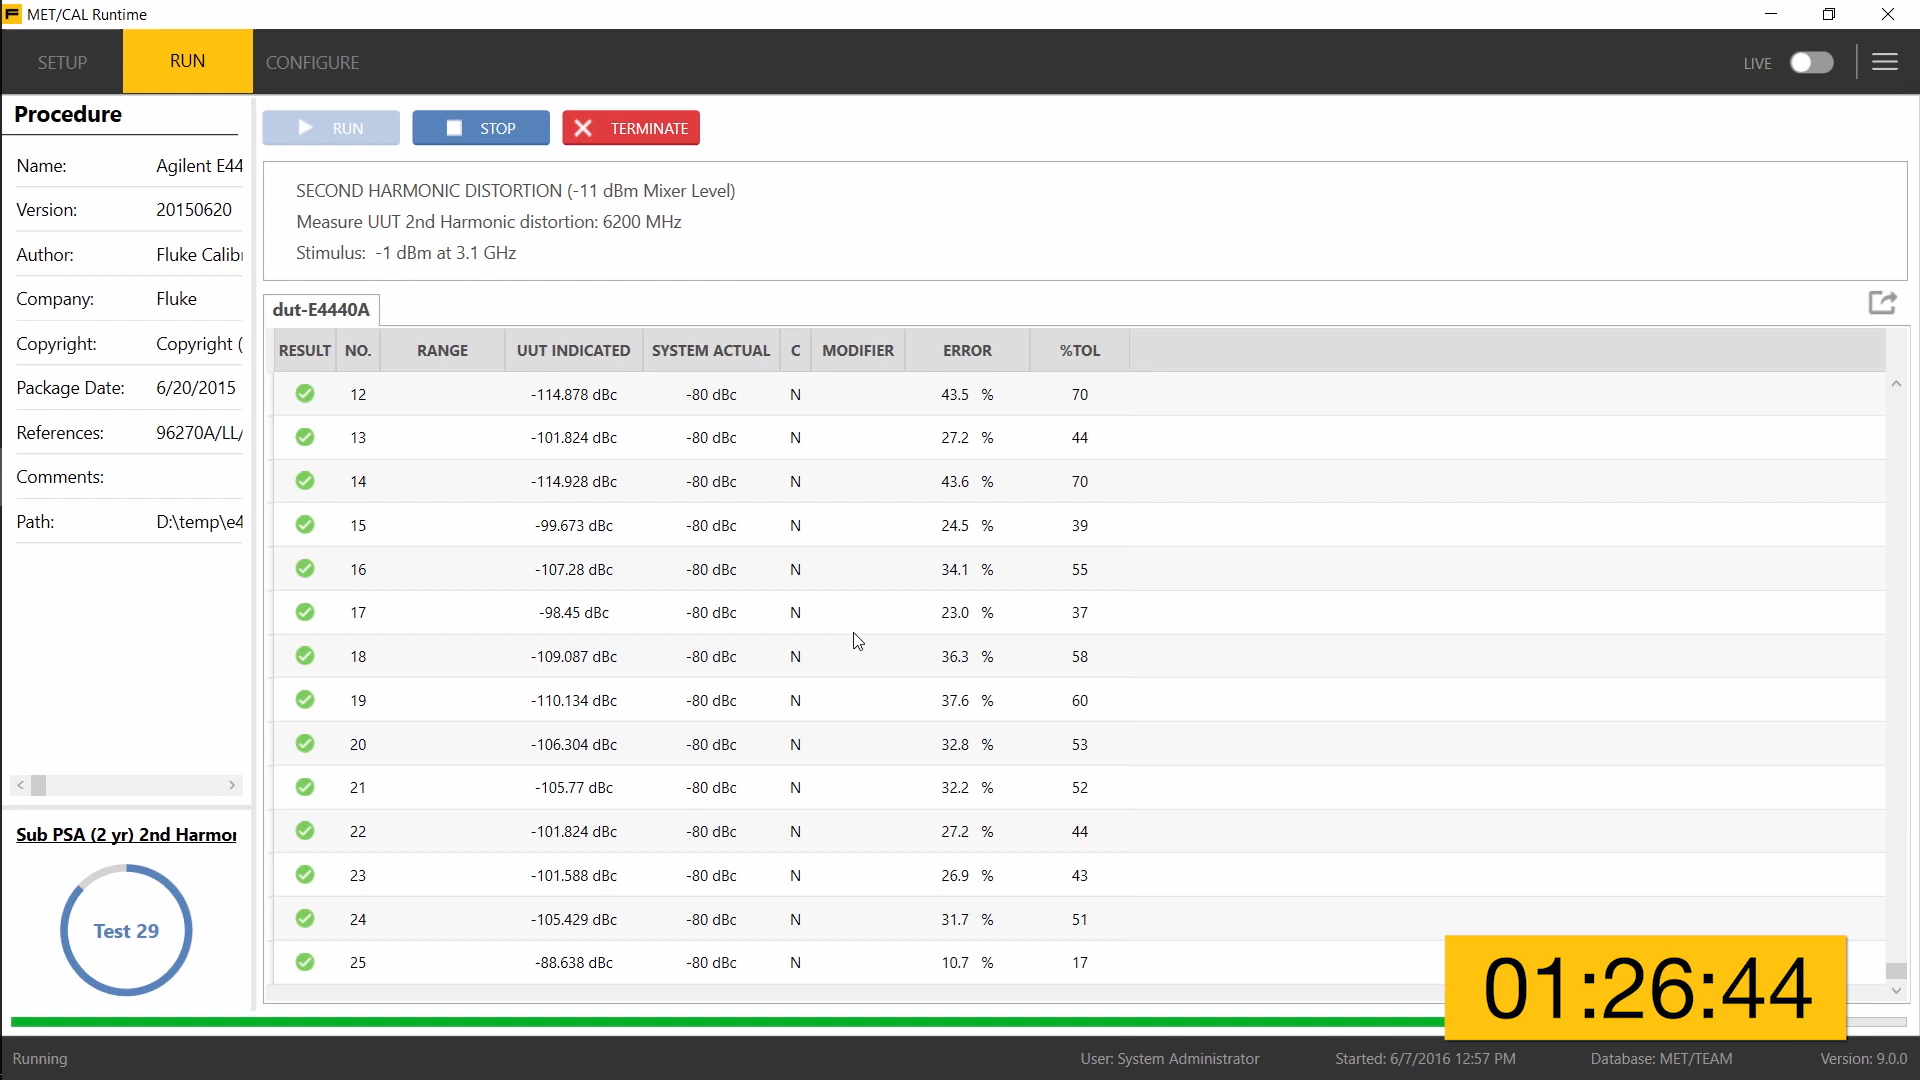 MET/CAL Runtime
SETUP RUN CONFIGURE LIVE
Procedure
Name: Agilent E44
Version: 20150620
Author: Fluke Calib
Company: Fluke
Copyright: Copyright (
Package Date: 6/20/2015
References: 96270A/LL/
Comments:
Path: D:\temp\e4
Sub PSA (2 yr) 2nd Harmo
Test 29
RUN STOP TERMINATE
SECOND HARMONIC DISTORTION (-11 dBm Mixer Level)
Measure UUT 2nd Harmonic distortion: 6200 MHz
Stimulus: -1 dBm at 3.1 GHz
dut-E4440A
RESULT NO. RANGE UUT INDICATED SYSTEM ACTUAL C MODIFIER ERROR %TOL
12 -114.878 dBc -80 dBc N 43.5 % 70
13 -101.824 dBc -80 dBc N 27.2 % 44
14 -114.928 dBc -80 dBc N 43.6 % 70
15 -99.673 dBc -80 dBc N 24.5 % 39
16 -107.28 dBc -80 dBc N 34.1 % 55
17 -98.45 dBc -80 dBc N 23.0 % 37
18 -109.087 dBc -80 dBc N 36.3 % 58
19 -110.134 dBc -80 dBc N 37.6 % 60
20 -106.304 dBc -80 dBc N 32.8 % 53
21 -105.77 dBc -80 dBc N 32.2 % 52
22 -101.824 dBc -80 dBc N 27.2 % 44
23 -101.588 dBc -80 dBc N 26.9 % 43
24 -105.429 dBc -80 dBc N 31.7 % 51
25 -88.638 dBc -80 dBc N 10.7 % 17
01:26:44
Running User: System Administrator Started: 6/7/2016 12:57 PM Database: MET/TEAM Version: 9.0.0